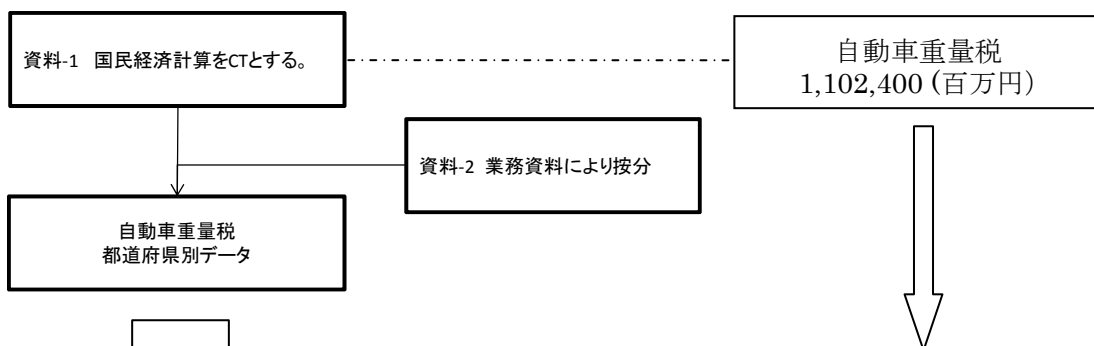 資料-1 国民経済計算をCTとする。
自動車重量税
1,102,400 (百万円)
資料-2 業務資料により按分
自動車重量税
都道府県別データ